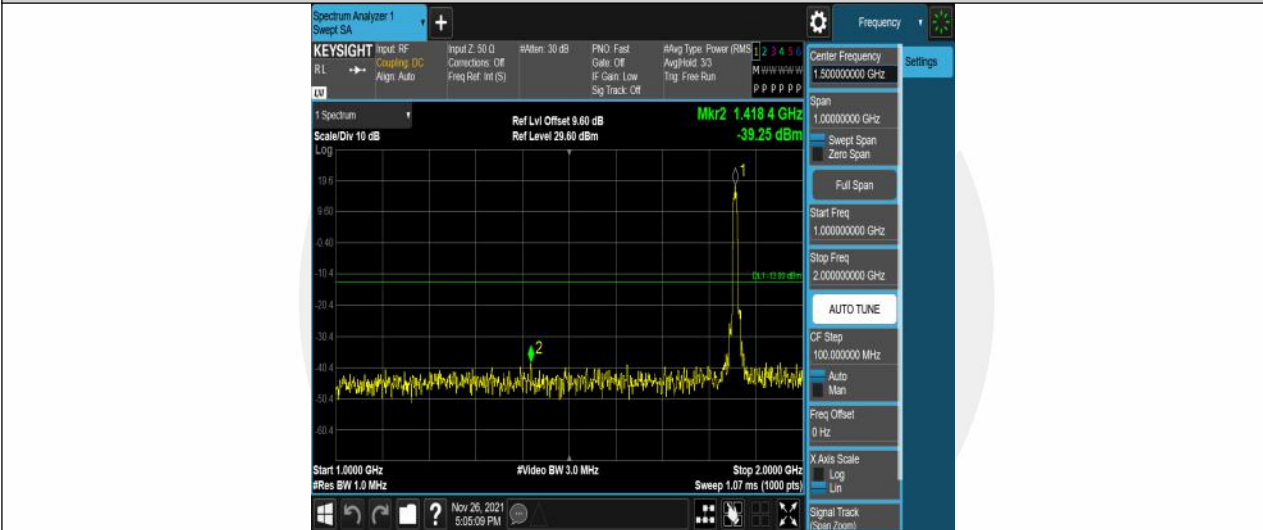 Spectrum Analyzer 1
Swept SA
+
Frequency
KEYSIGHT
RL
LV
Input: RF
Coupling: DC
Align: Auto
Input Z: 50 Ω
Corrections: Off
Freq Ref: Int (S)
#Atten: 30 dB
PNO: Fast
Gate: Off
IF Gain: Low
Sig Track: Off
#Avg Type: Power (RMS
Avg|Hold: 3/3
Trig: Free Run
1 2 3 4 5 6
M W W W W W
P P P P P P
1 Spectrum
Scale/Div 10 dB
Log
Ref Lvl Offset 9.60 dB
Ref Level 29.60 dBm
Mkr2 1.418 4 GHz
-39.25 dBm
19.6
9.60
-0.40
-10.4
-20.4
-30.4
-40.4
-50.4
-60.4
1
DL1 -13.00 dBm
2
Start 1.0000 GHz
#Res BW 1.0 MHz
#Video BW 3.0 MHz
Stop 2.0000 GHz
Sweep 1.07 ms (1000 pts)
?
Nov 26, 2021
5:05:09 PM
Center Frequency
1.500000000 GHz
Settings
Span
1.00000000 GHz
Swept Span
Zero Span
Full Span
Start Freq
1.000000000 GHz
Stop Freq
2.000000000 GHz
AUTO TUNE
CF Step
100.000000 MHz
Auto
Man
Freq Offset
0 Hz
X Axis Scale
Log
Lin
Signal Track
(Span Zoom)